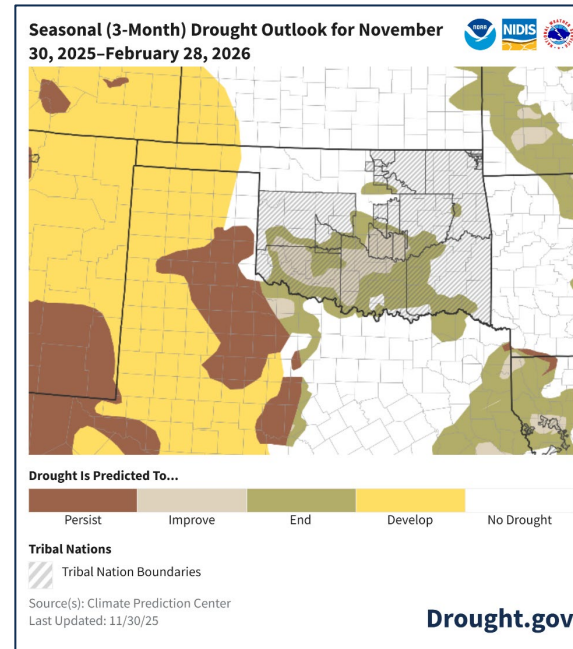 Seasonal (3-Month) Drought Outlook for November
30, 2025–February 28, 2026
NOAA
NIDIS
Drought Is Predicted To...
Persist
Improve
End
Develop
No Drought
Tribal Nations
Tribal Nation Boundaries
Source(s): Climate Prediction Center
Last Updated: 11/30/25
Drought.gov